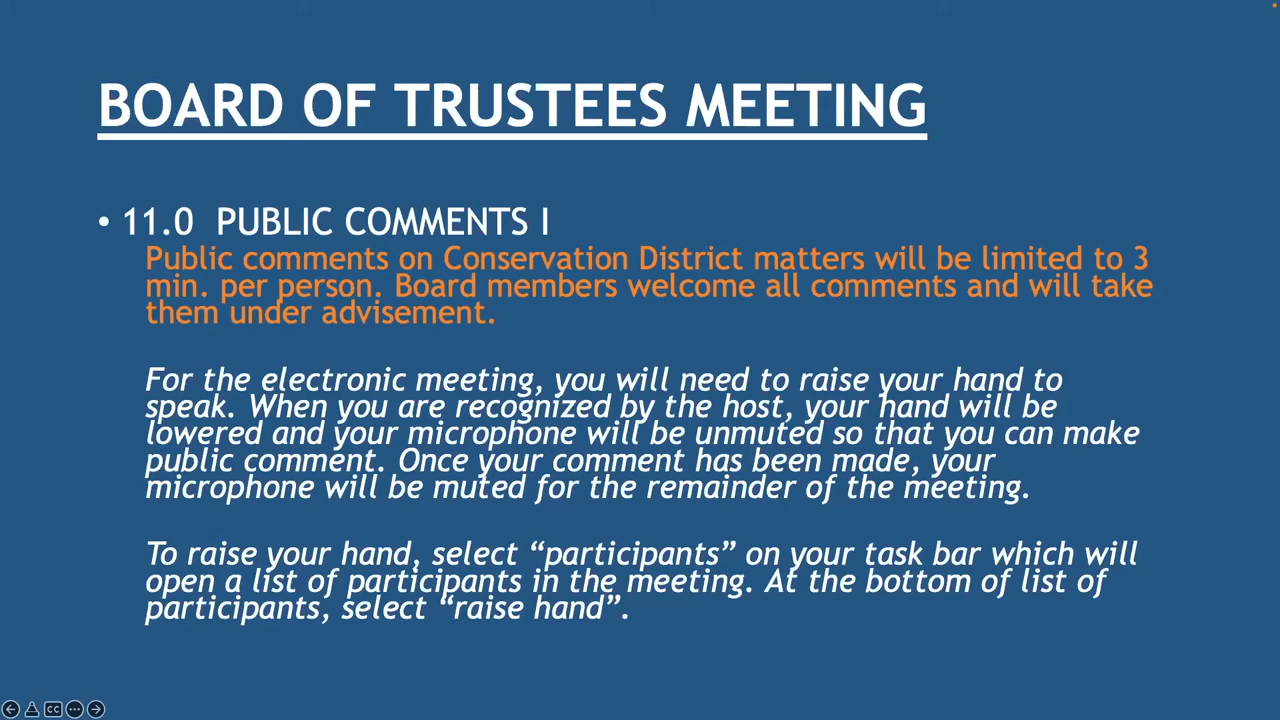 BOARD OF TRUSTEES MEETING
• 11.0 PUBLIC COMMENTS I
Public comments on Conservation District matters will be limited to 3
min. per person. Board members welcome all comments and will take
them under advisement.
For the electronic meeting, you will need to raise your hand to
speak. When you are recognized by the host, your hand will be
lowered and your microphone will be unmuted so that you can make
public comment. Once your comment has been made, your
microphone will be muted for the remainder of the meeting.
To raise your hand, select “participants” on your task bar which will
open a list of participants in the meeting. At the bottom of list of
participants, select “raise hand”.
CC